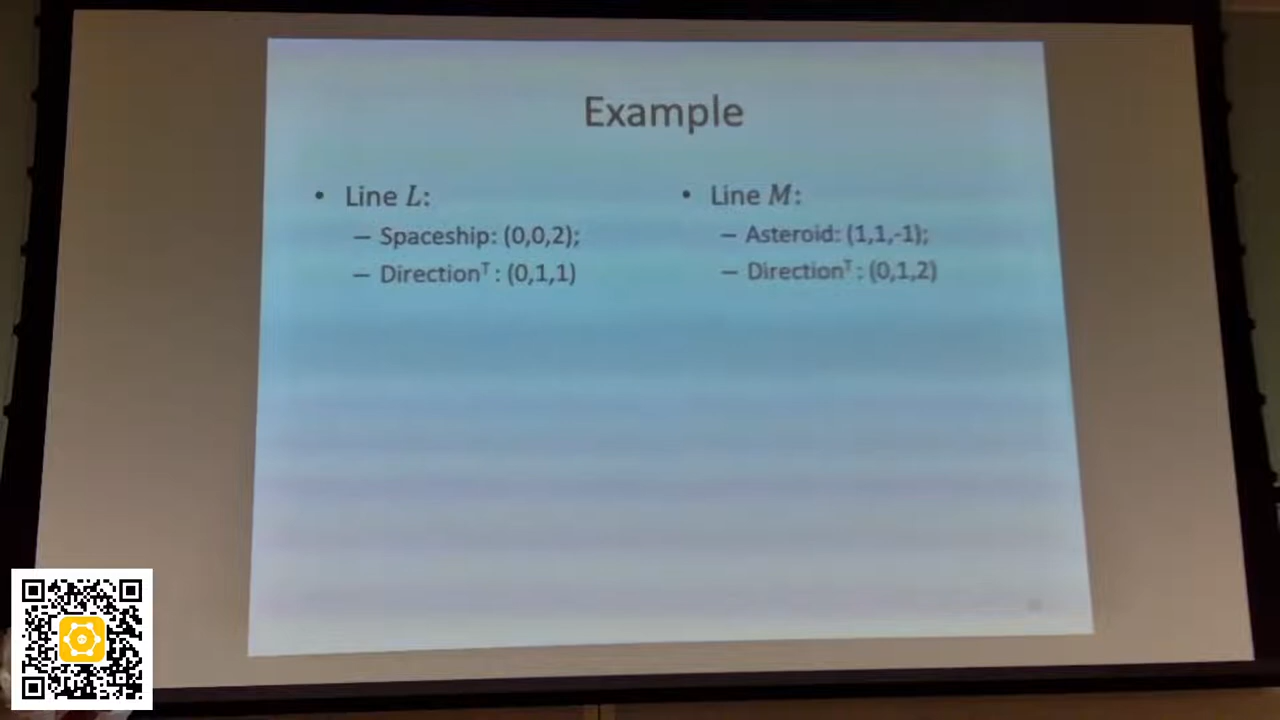 Example
• Line L:
– Spaceship: (0,0,2);
– Directionᵀ : (0,1,1)
• Line M:
– Asteroid: (1,1,-1);
– Directionᵀ : (0,1,2)